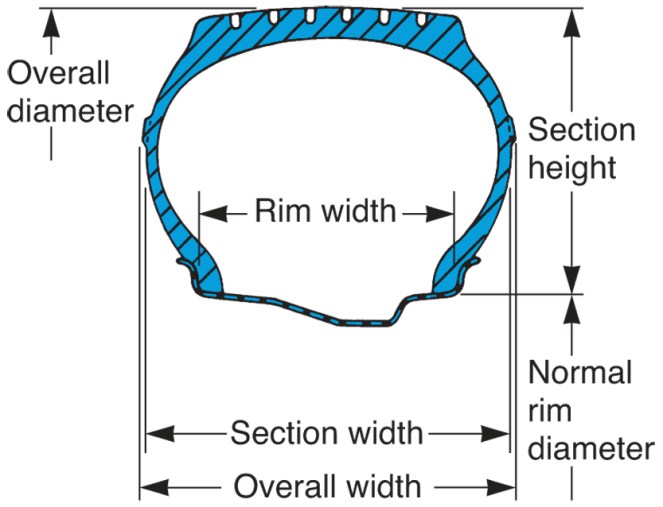 Overall
diameter
Section
height
Rim width
Normal
rim
diameter
Section width
Overall width